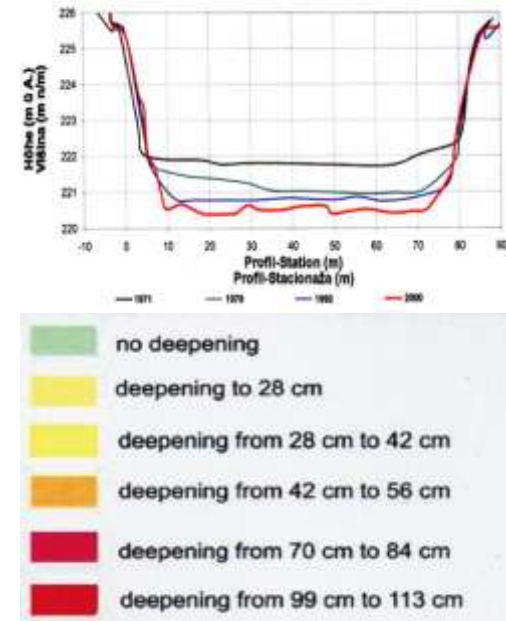 Höhe (m ü A.)
Višina (m n/m)
226
225
224
223
222
221
220
-10 0 10 20 30 40 50 60 70 80 90
Profil-Station (m)
Profil-Stacionaža (m)
1971
2000
no deepening
deepening to 28 cm
deepening from 28 cm to 42 cm
deepening from 42 cm to 56 cm
deepening from 70 cm to 84 cm
deepening from 99 cm to 113 cm